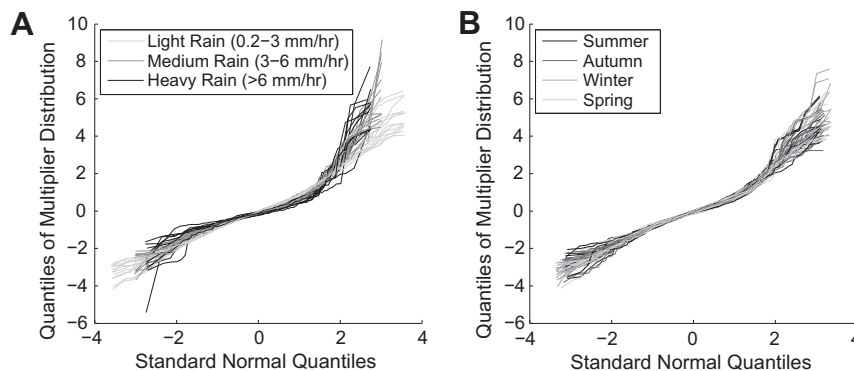 A
Light Rain (0.2−3 mm/hr)
Medium Rain (3−6 mm/hr)
Heavy Rain (>6 mm/hr)
Quantiles of Multiplier Distribution
10
8
6
4
2
0
−2
−4
−6
−4
−2
0
2
4
Standard Normal Quantiles
B
Summer
Autumn
Winter
Spring
Quantiles of Multiplier Distribution
10
8
6
4
2
0
−2
−4
−6
−4
−2
0
2
4
Standard Normal Quantiles